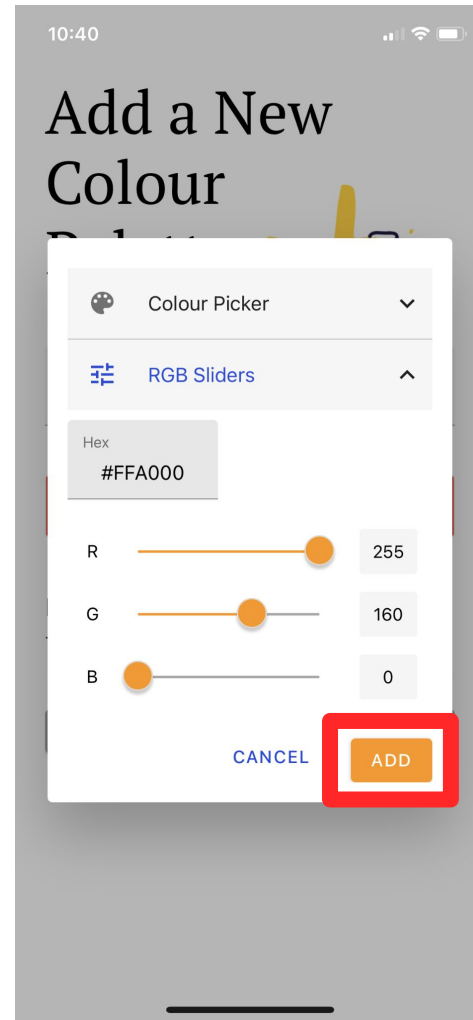 10:40
Add a New
Colour
Colour Picker
RGB Sliders
Hex
#FFA000
R
255
G
160
B
0
CANCEL
ADD